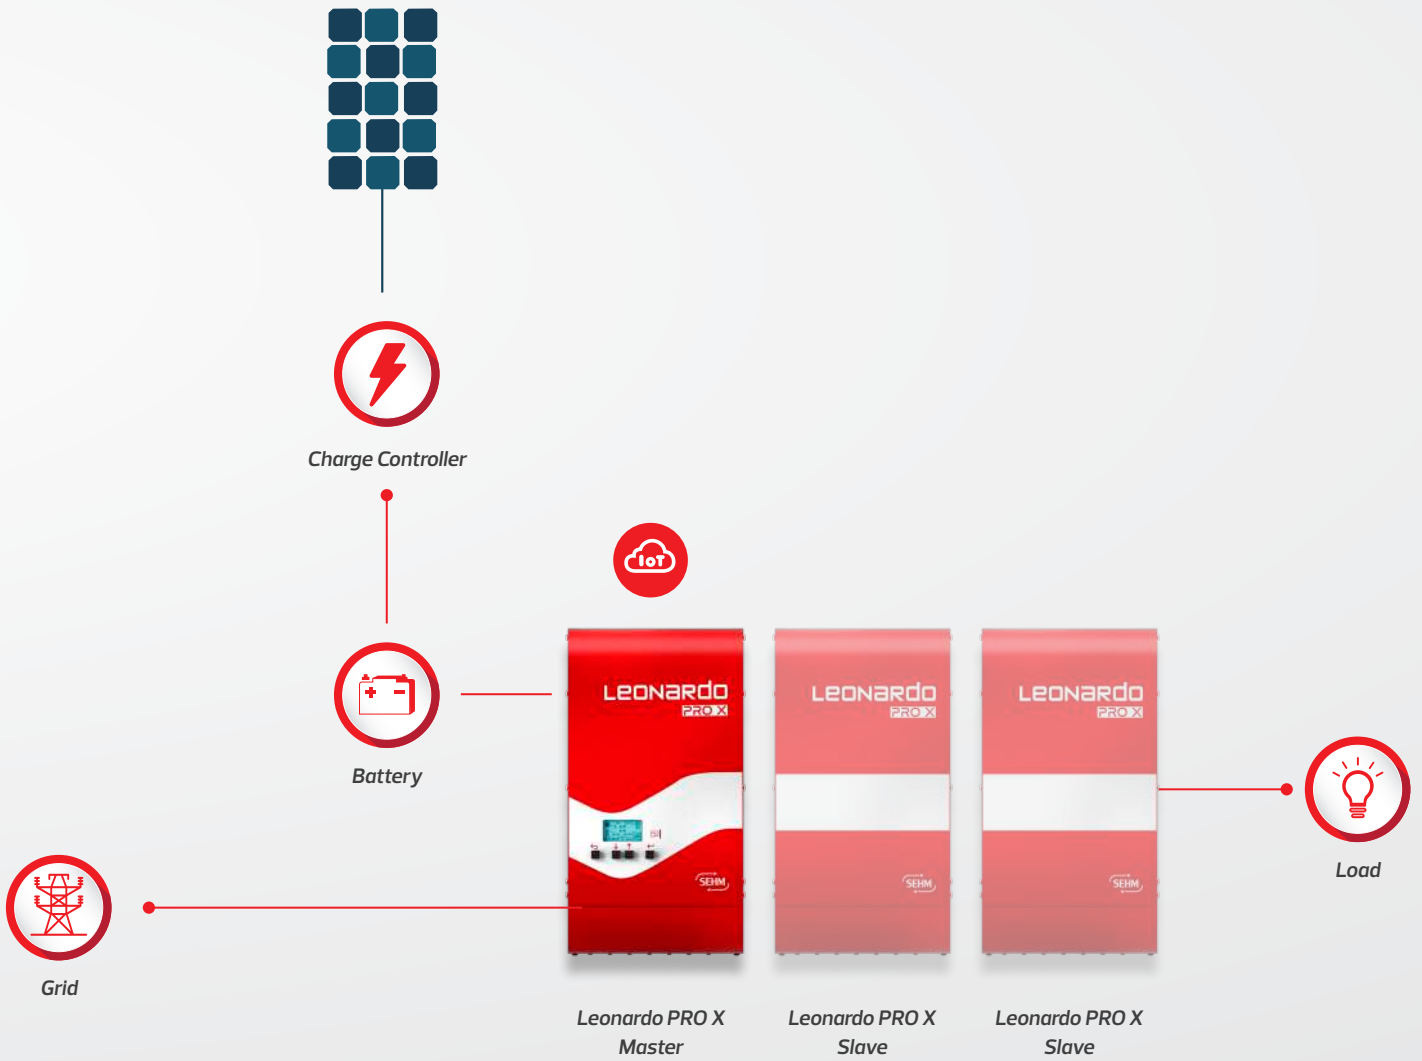 Charge Controller
IoT
LEONARDO
PRO X
LEONARDO
PRO X
LEONARDO
PRO X
Battery
SEHM
SEHM
SEHM
Load
Grid
Leonardo PRO X
Master
Leonardo PRO X
Slave
Leonardo PRO X
Slave